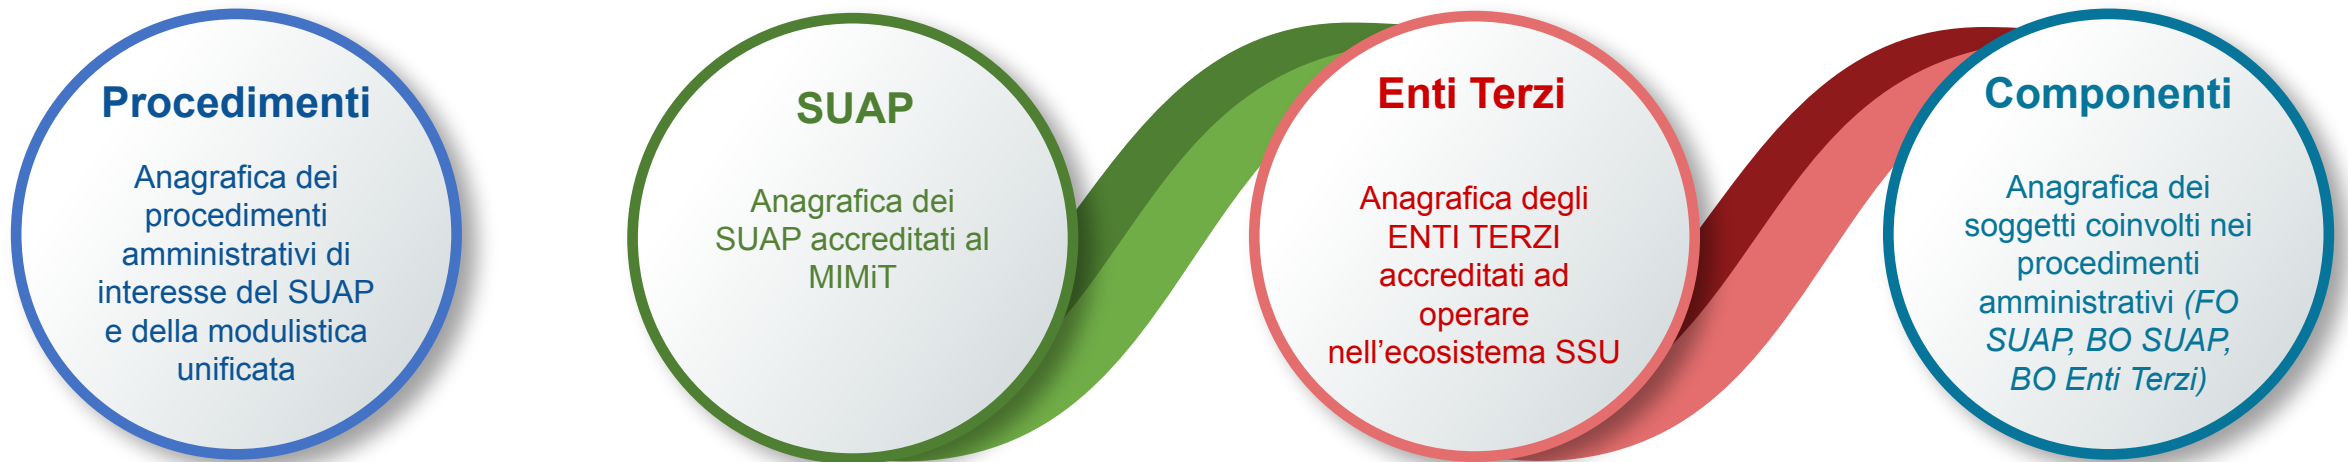 Procedimenti
Anagrafica dei
procedimenti
amministrativi di
interesse del SUAP
e della modulistica
unificata
SUAP
Anagrafica dei
SUAP accreditati al
MIMiT
Enti Terzi
Anagrafica degli
ENTI TERZI
accreditati ad
operare
nell’ecosistema SSU
Componenti
Anagrafica dei
soggetti coinvolti nei
procedimenti
amministrativi (FO
SUAP, BO SUAP,
BO Enti Terzi)